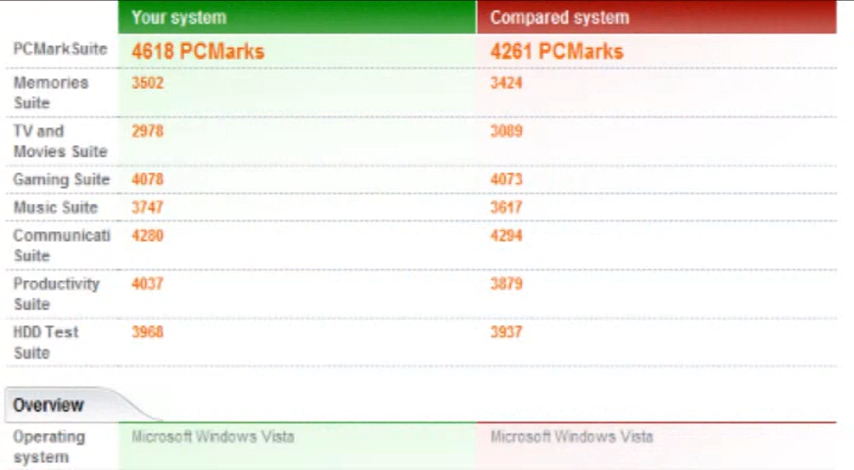 Your system Compared system
PCMarkSuite 4618 PCMarks 4261 PCMarks
Memories 3502 3424
Suite
TV and 2978 3089
Movies Suite
Gaming Suite 4078 4073
Music Suite 3747 3617
Communicati 4280 4294
Suite
Productivity 4037 3879
Suite
HDD Test 3968 3937
Suite
Overview
Operating Microsoft Windows Vista Microsoft Windows Vista
system